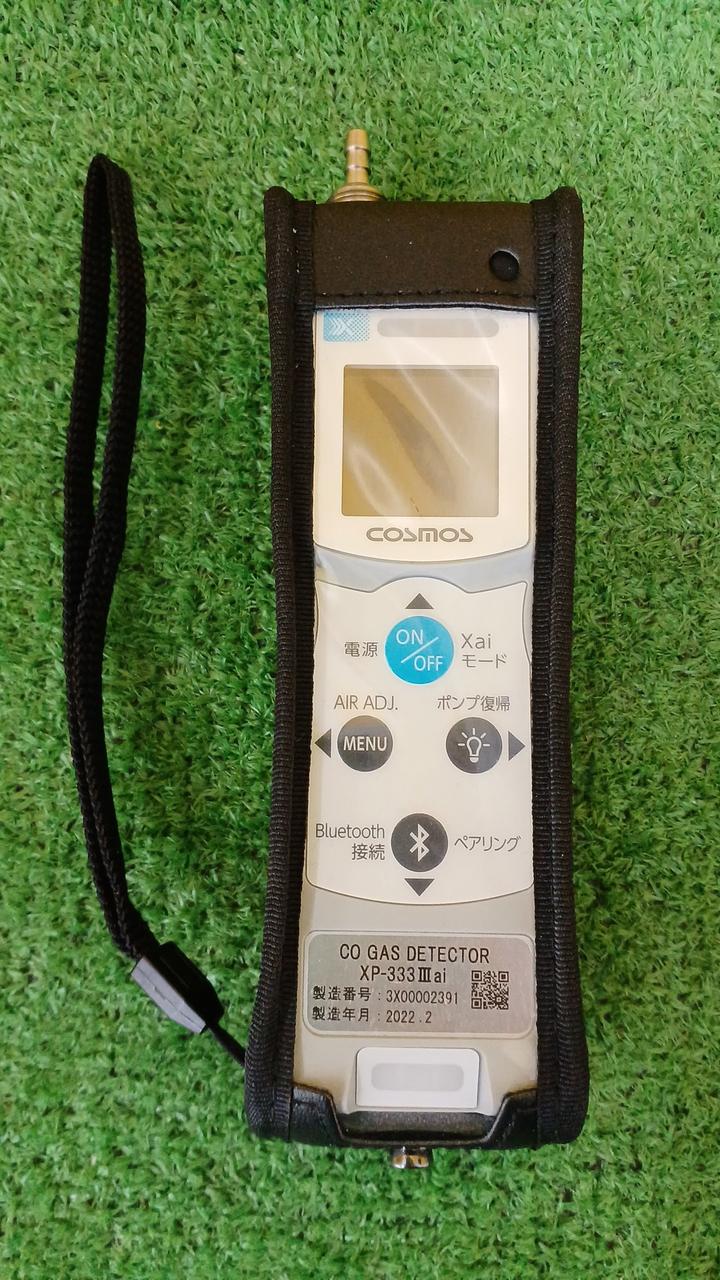 COSMOS
電源
ON/OFF
Xai
モード
AIR ADJ.
ポンプ復帰
MENU
Bluetooth
接続
ペアリング
CO GAS DETECTOR
XP-333Ⅲai
製造番号：3X00002391
製造年月：2022.2